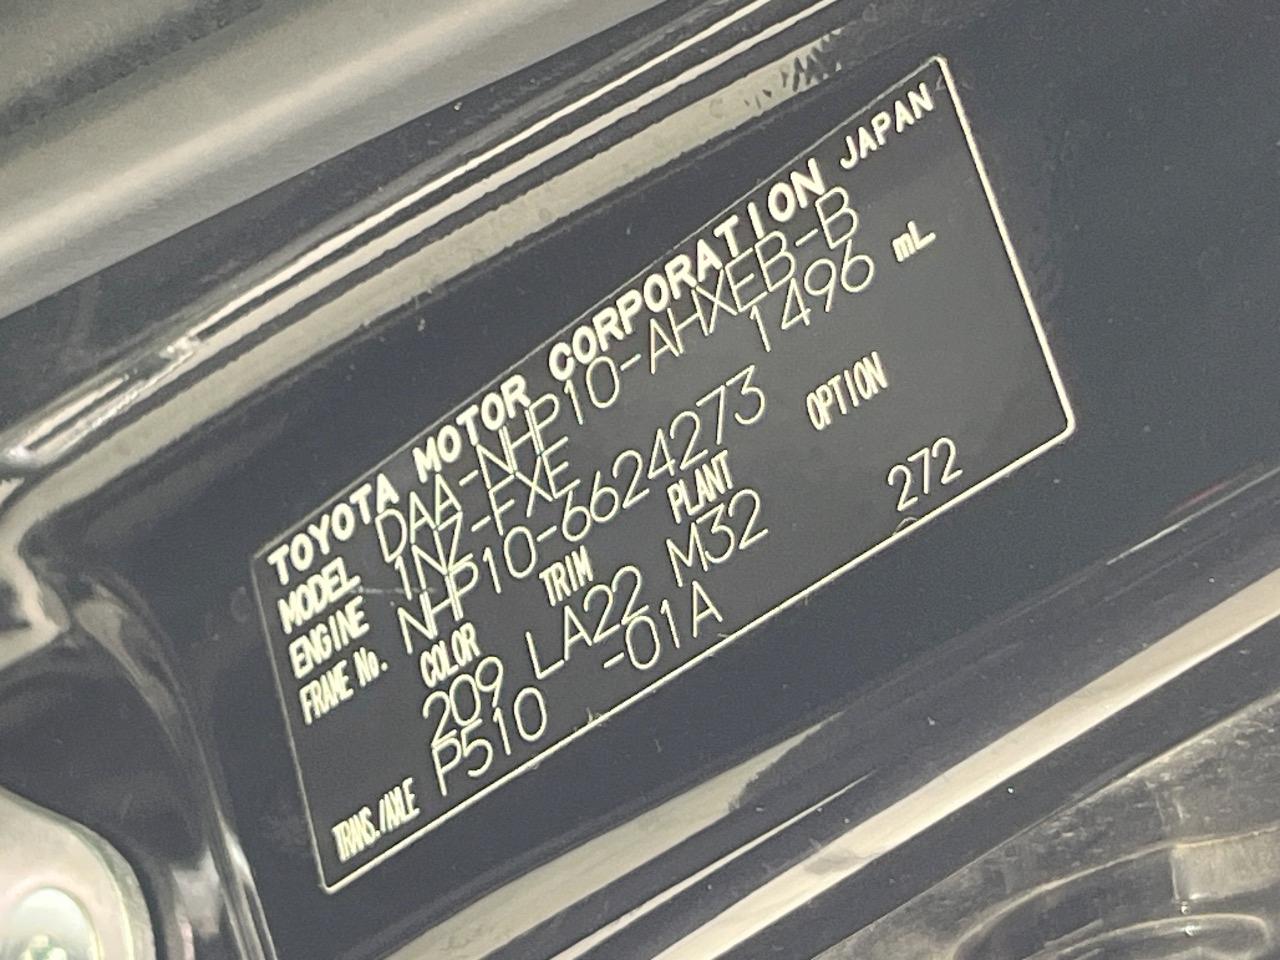 TOYOTA MOTOR CORPORATION JAPAN
MODEL DAA-NHP10-AHXEB-B
ENGINE 1NZ-FXE 1496 mL
FRAME No. NHP10-6624273
COLOR TRIM PLANT OPTION
209 LA22 M32 272
TRANS./AXLE P510 -01A